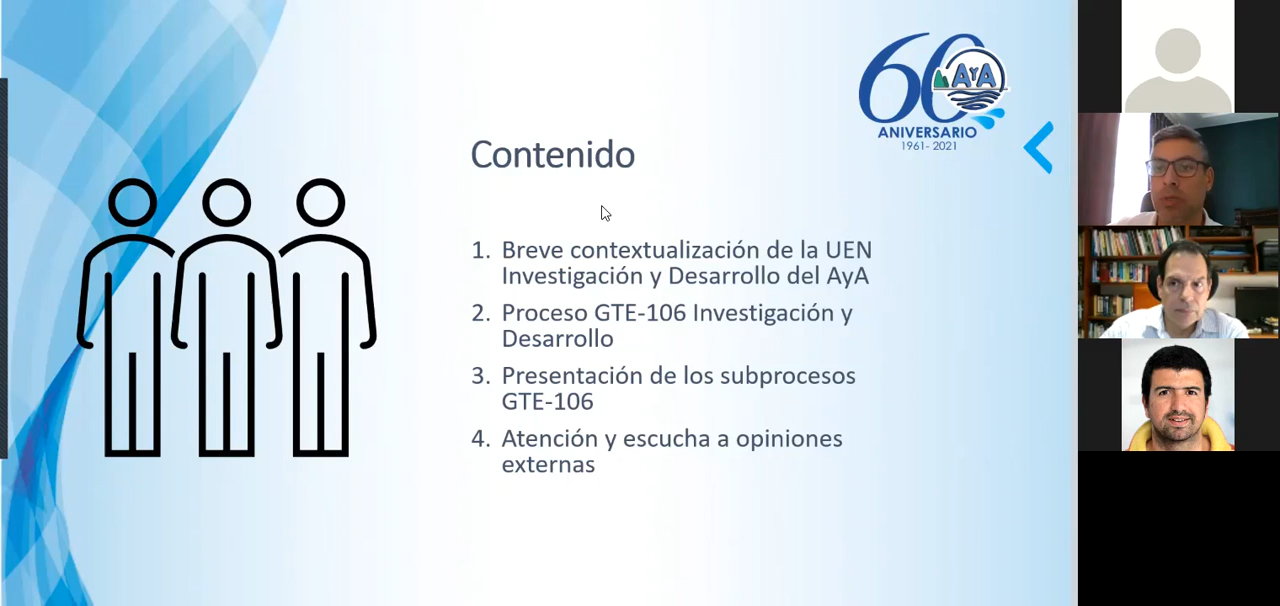 60
AyA
ANIVERSARIO
1961- 2021
Contenido
1. Breve contextualización de la UEN
Investigación y Desarrollo del AyA
2. Proceso GTE-106 Investigación y
Desarrollo
3. Presentación de los subprocesos
GTE-106
4. Atención y escucha a opiniones
externas